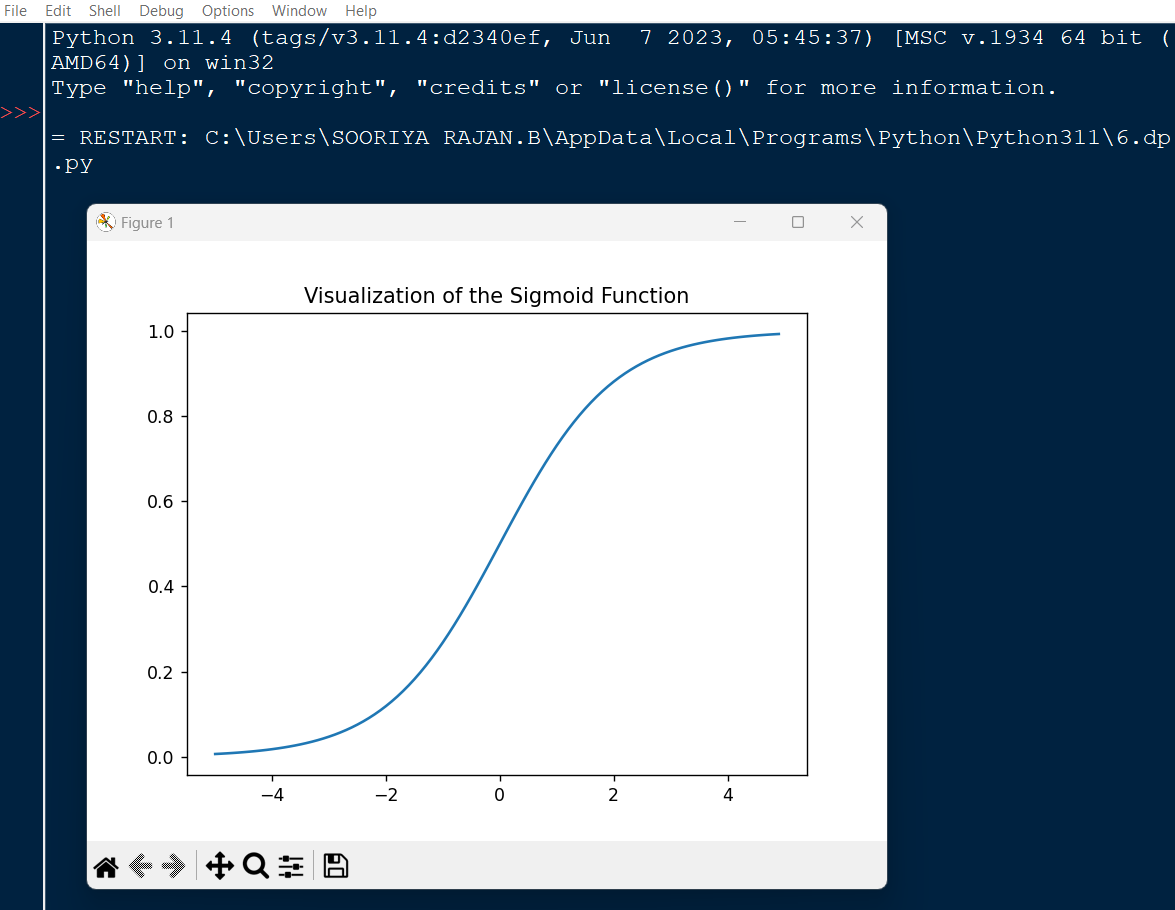 File Edit Shell Debug Options Window Help
Python 3.11.4 (tags/v3.11.4:d2340ef, Jun  7 2023, 05:45:37) [MSC v.1934 64 bit (
AMD64)] on win32
Type "help", "copyright", "credits" or "license()" for more information.
>>>
= RESTART: C:\Users\SOORIYA RAJAN.B\AppData\Local\Programs\Python\Python311\6.dp
.py
Figure 1
Visualization of the Sigmoid Function
1.0
0.8
0.6
0.4
0.2
0.0
−4 −2 0 2 4